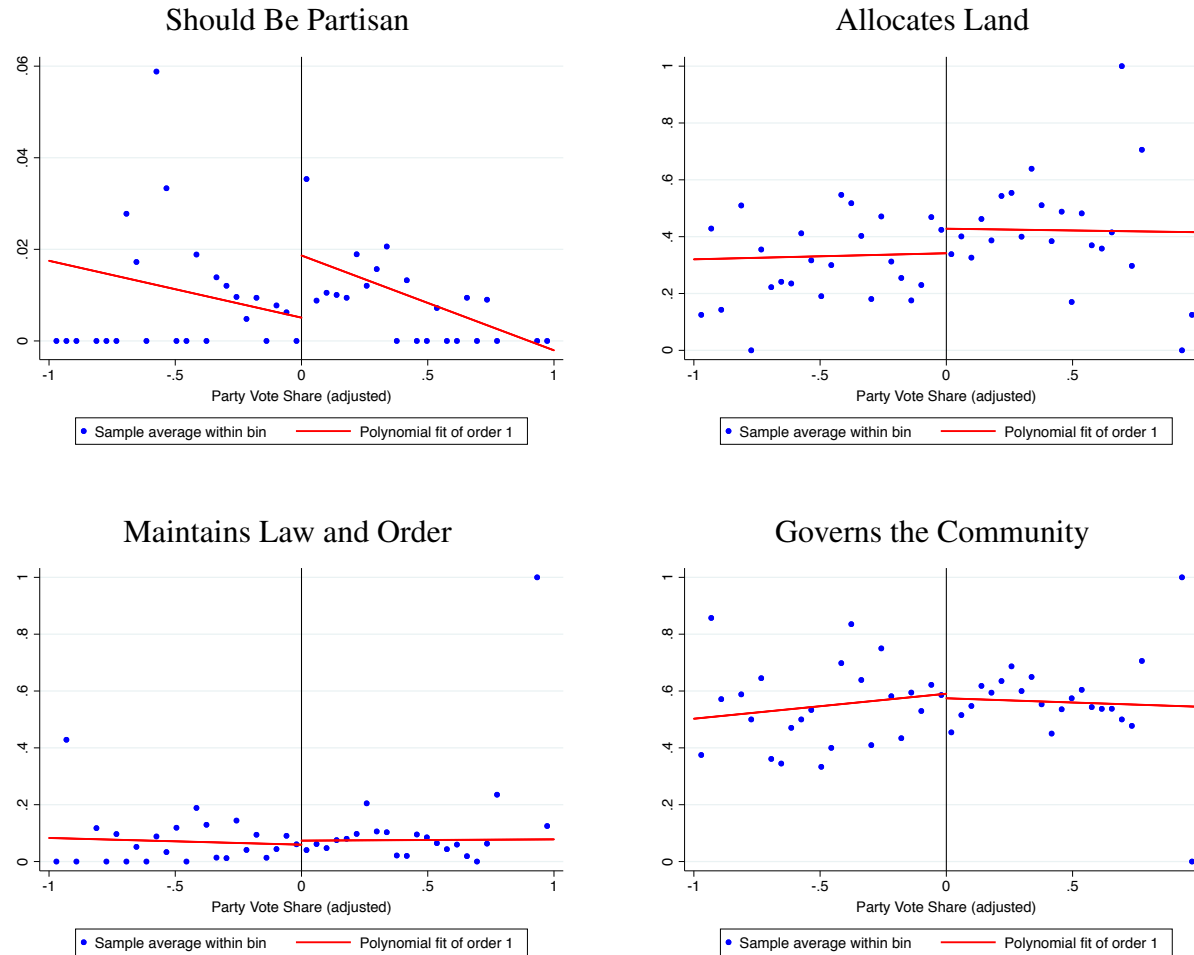 Should Be Partisan
.06
.04
.02
0
-1 -.5 0 .5 1
Party Vote Share (adjusted)
Sample average within bin Polynomial fit of order 1
Allocates Land
1
.8
.6
.4
.2
0
-1 -.5 0 .5
Party Vote Share (adjusted)
Sample average within bin Polynomial fit of order 1
Maintains Law and Order
1
.8
.6
.4
.2
0
-1 -.5 0 .5 1
Party Vote Share (adjusted)
Sample average within bin Polynomial fit of order 1
Governs the Community
1
.8
.6
.4
.2
0
-1 -.5 0 .5
Party Vote Share (adjusted)
Sample average within bin Polynomial fit of order 1